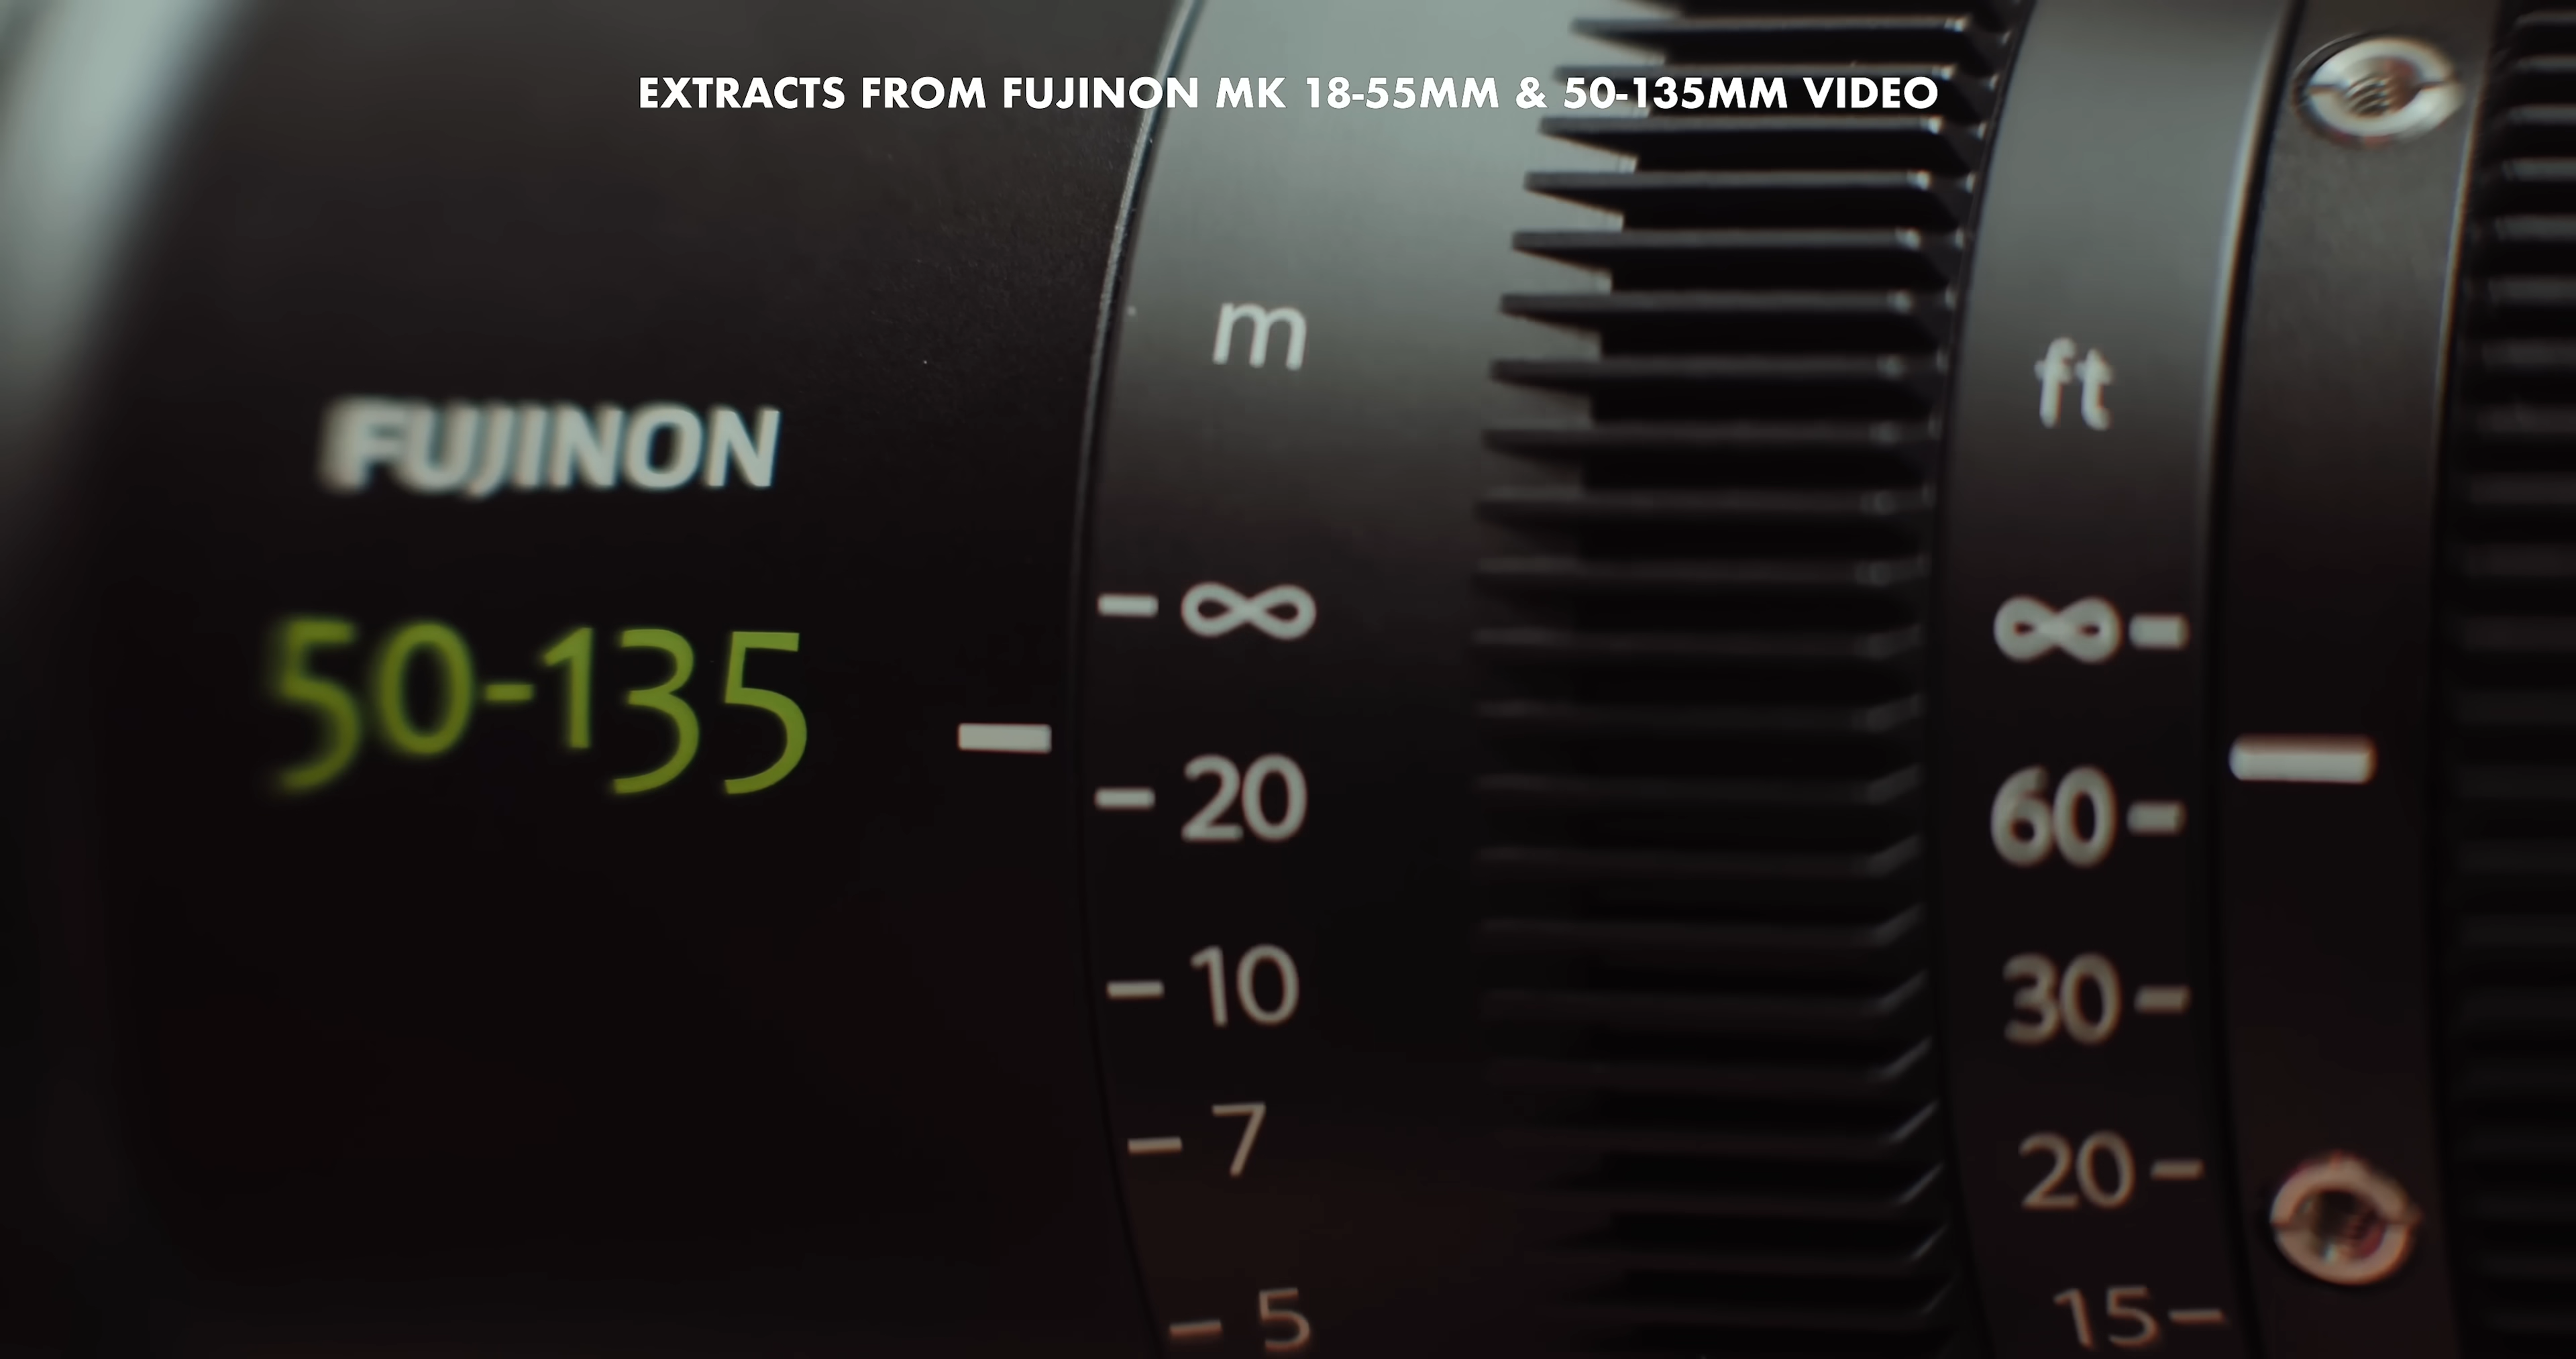 EXTRACTS FROM FUJINON MK 18-55MM & 50-135MM VIDEO
m
ft
FUJINON
50-135
∞
∞
20
60
10
30
7
20
5
15